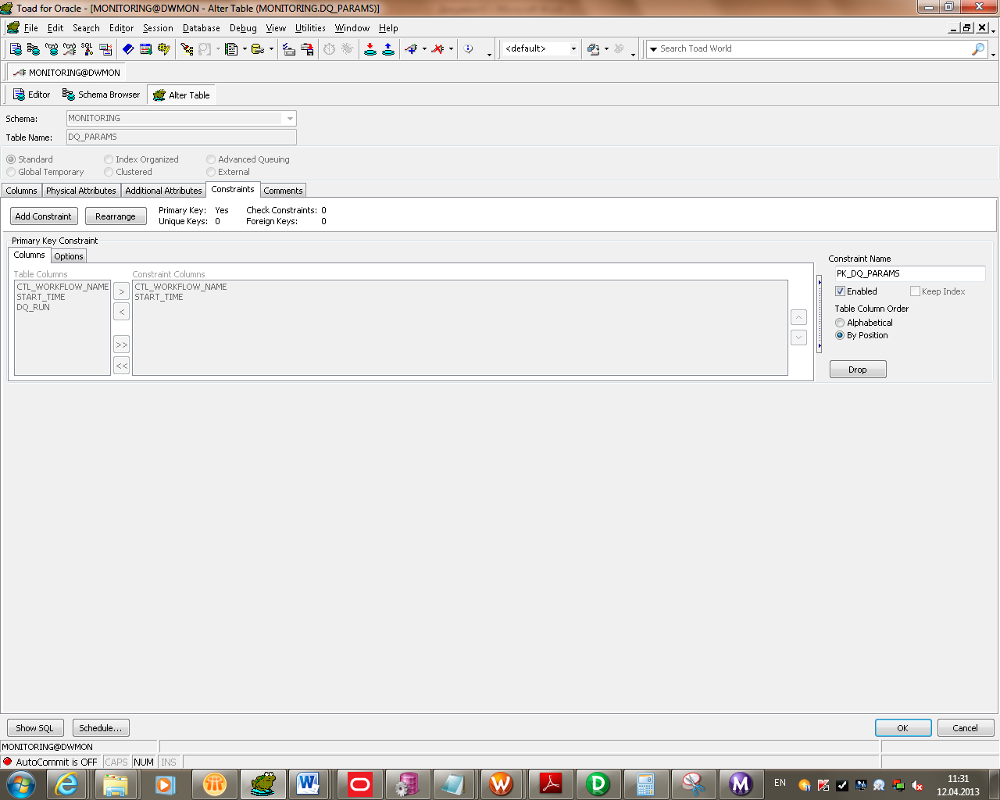 Toad for Oracle - [MONITORING@DWMON - Alter Table (MONITORING.DQ_PARAMS)]
File Edit Search Editor Session Database Debug View Utilities Window Help
SQL <default> Search Toad World
MONITORING@DWMON
Editor Schema Browser Alter Table
Schema: MONITORING
Table Name: DQ_PARAMS
Standard Index Organized Advanced Queuing
Global Temporary Clustered External
Columns Physical Attributes Additional Attributes Constraints Comments
Add Constraint Rearrange
Primary Key: Yes Check Constraints: 0
Unique Keys: 0 Foreign Keys: 0
Primary Key Constraint
Columns Options
Table Columns Constraint Columns
CTL_WORKFLOW_NAME CTL_WORKFLOW_NAME
START_TIME START_TIME
DQ_RUN
>
<
>>
<<
Constraint Name
PK_DQ_PARAMS
Enabled Keep Index
Table Column Order
Alphabetical
By Position
Drop
Show SQL Schedule... OK Cancel
MONITORING@DWMON
AutoCommit is OFF CAPS NUM INS
EN 11:31
12.04.2013